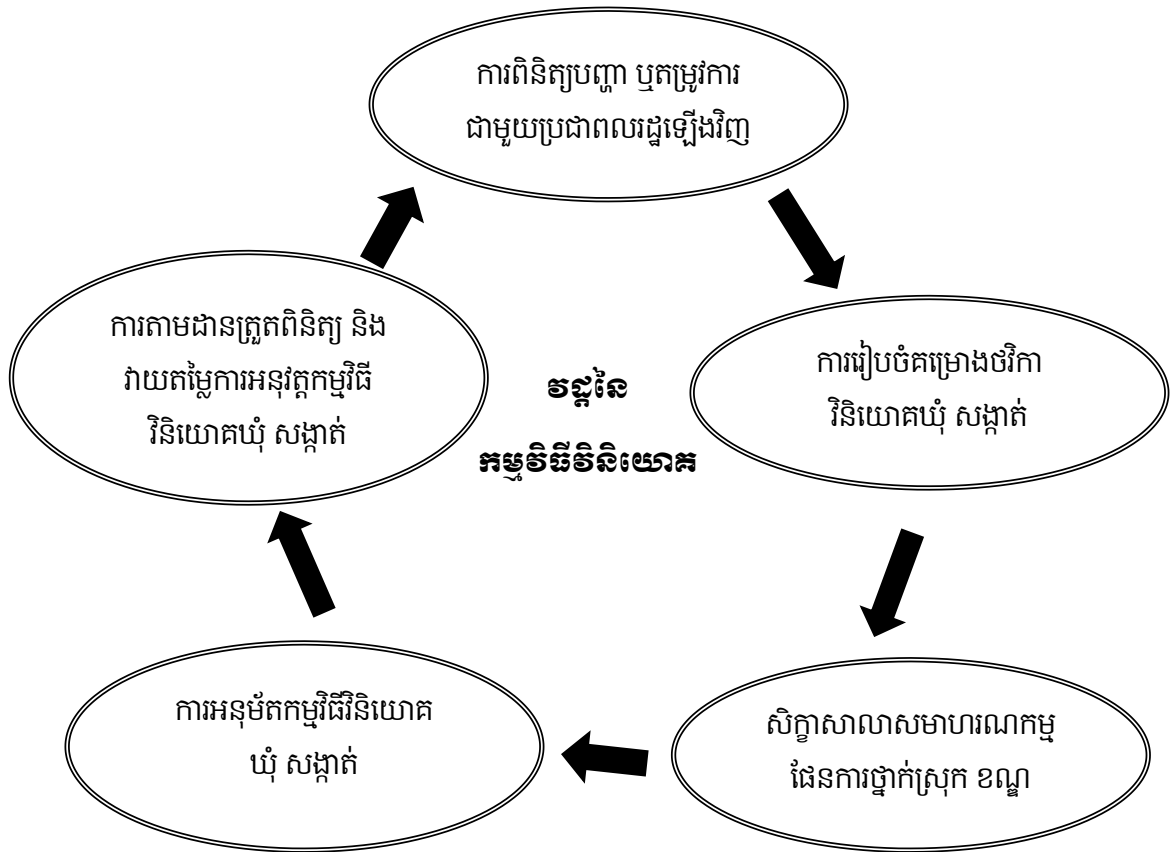 ការពិនិត្យបញ្ហា ឬតម្រូវការ
ជាមួយប្រជាពលរដ្ឋឡើងវិញ
ការរៀបចំគម្រោងថវិកា
វិនិយោគឃុំ សង្កាត់
សិក្ខាសាលាសមាហរណកម្ម
ផែនការថ្នាក់ស្រុក ខណ្ឌ
ការអនុម័តកម្មវិធីវិនិយោគ
ឃុំ សង្កាត់
ការតាមដានត្រួតពិនិត្យ និង
វាយតម្លៃការអនុវត្តកម្មវិធី
វិនិយោគឃុំ សង្កាត់
វដ្តនៃ
កម្មវិធីវិនិយោគ